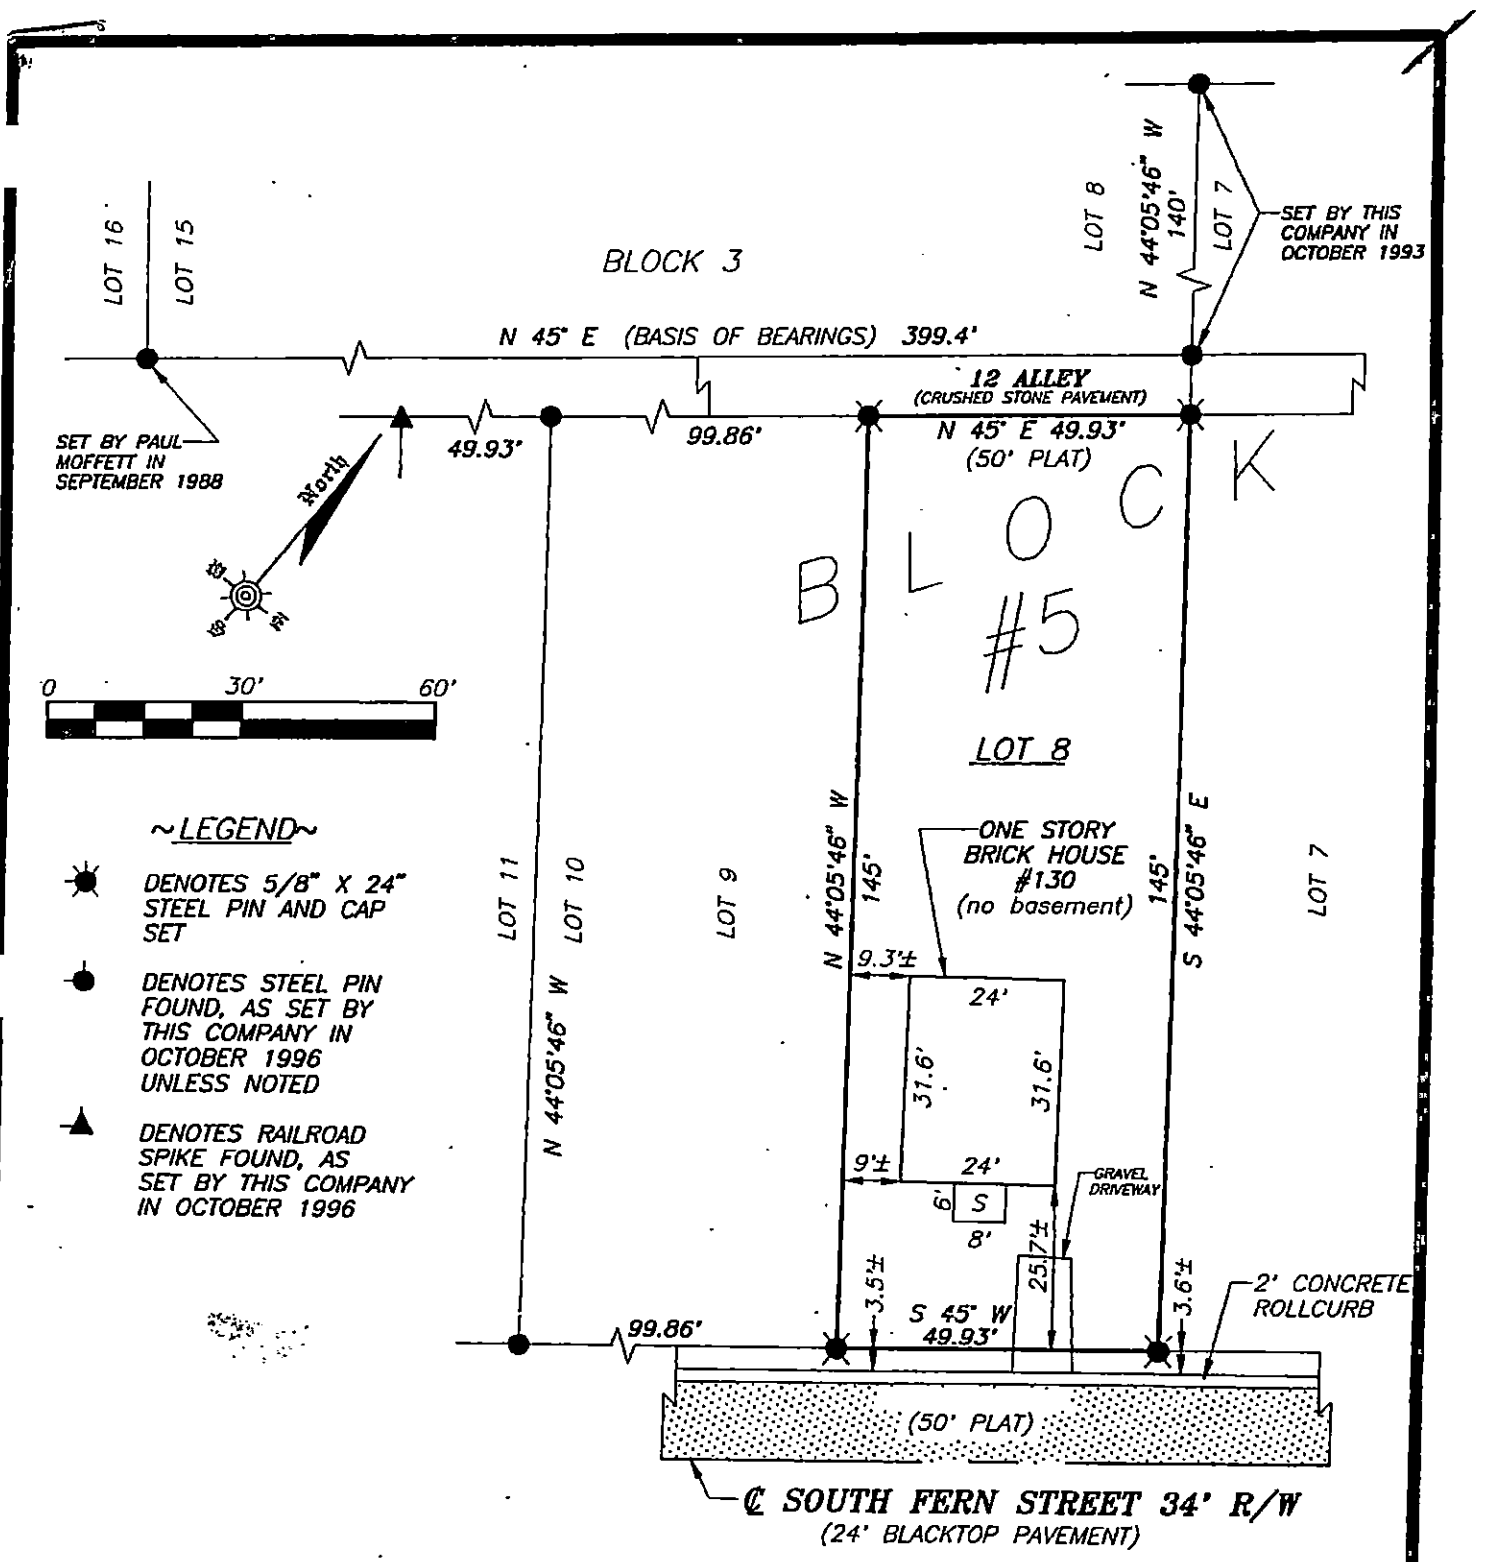 LOT 16
LOT 15
BLOCK 3
LOT 8
N 44°05'46" W
140'
LOT 7
SET BY THIS
COMPANY IN
OCTOBER 1993
N 45° E (BASIS OF BEARINGS) 399.4'
12 ALLEY
(CRUSHED STONE PAVEMENT)
SET BY PAUL
MOFFETT IN
SEPTEMBER 1988
49.93'
99.86'
N 45° E 49.93'
(50' PLAT)
North
BLOCK
#5
0 30' 60'
LOT 8
~LEGEND~
DENOTES 5/8" X 24"
STEEL PIN AND CAP
SET
DENOTES STEEL PIN
FOUND, AS SET BY
THIS COMPANY IN
OCTOBER 1996
UNLESS NOTED
DENOTES RAILROAD
SPIKE FOUND, AS
SET BY THIS COMPANY
IN OCTOBER 1996
LOT 11
LOT 10
N 44°05'46" W
LOT 9
N 44°05'46" W
145'
ONE STORY
BRICK HOUSE
#130
(no basement)
145'
S 44°05'46" E
LOT 7
9.3'±
24'
31.6'
31.6'
9'±
24'
6'
S
8'
GRAVEL
DRIVEWAY
25.7'±
3.5'±
3.6'±
2' CONCRETE
ROLLCURB
99.86'
S 45° W
49.93'
(50' PLAT)
℄ SOUTH FERN STREET 34' R/W
(24' BLACKTOP PAVEMENT)